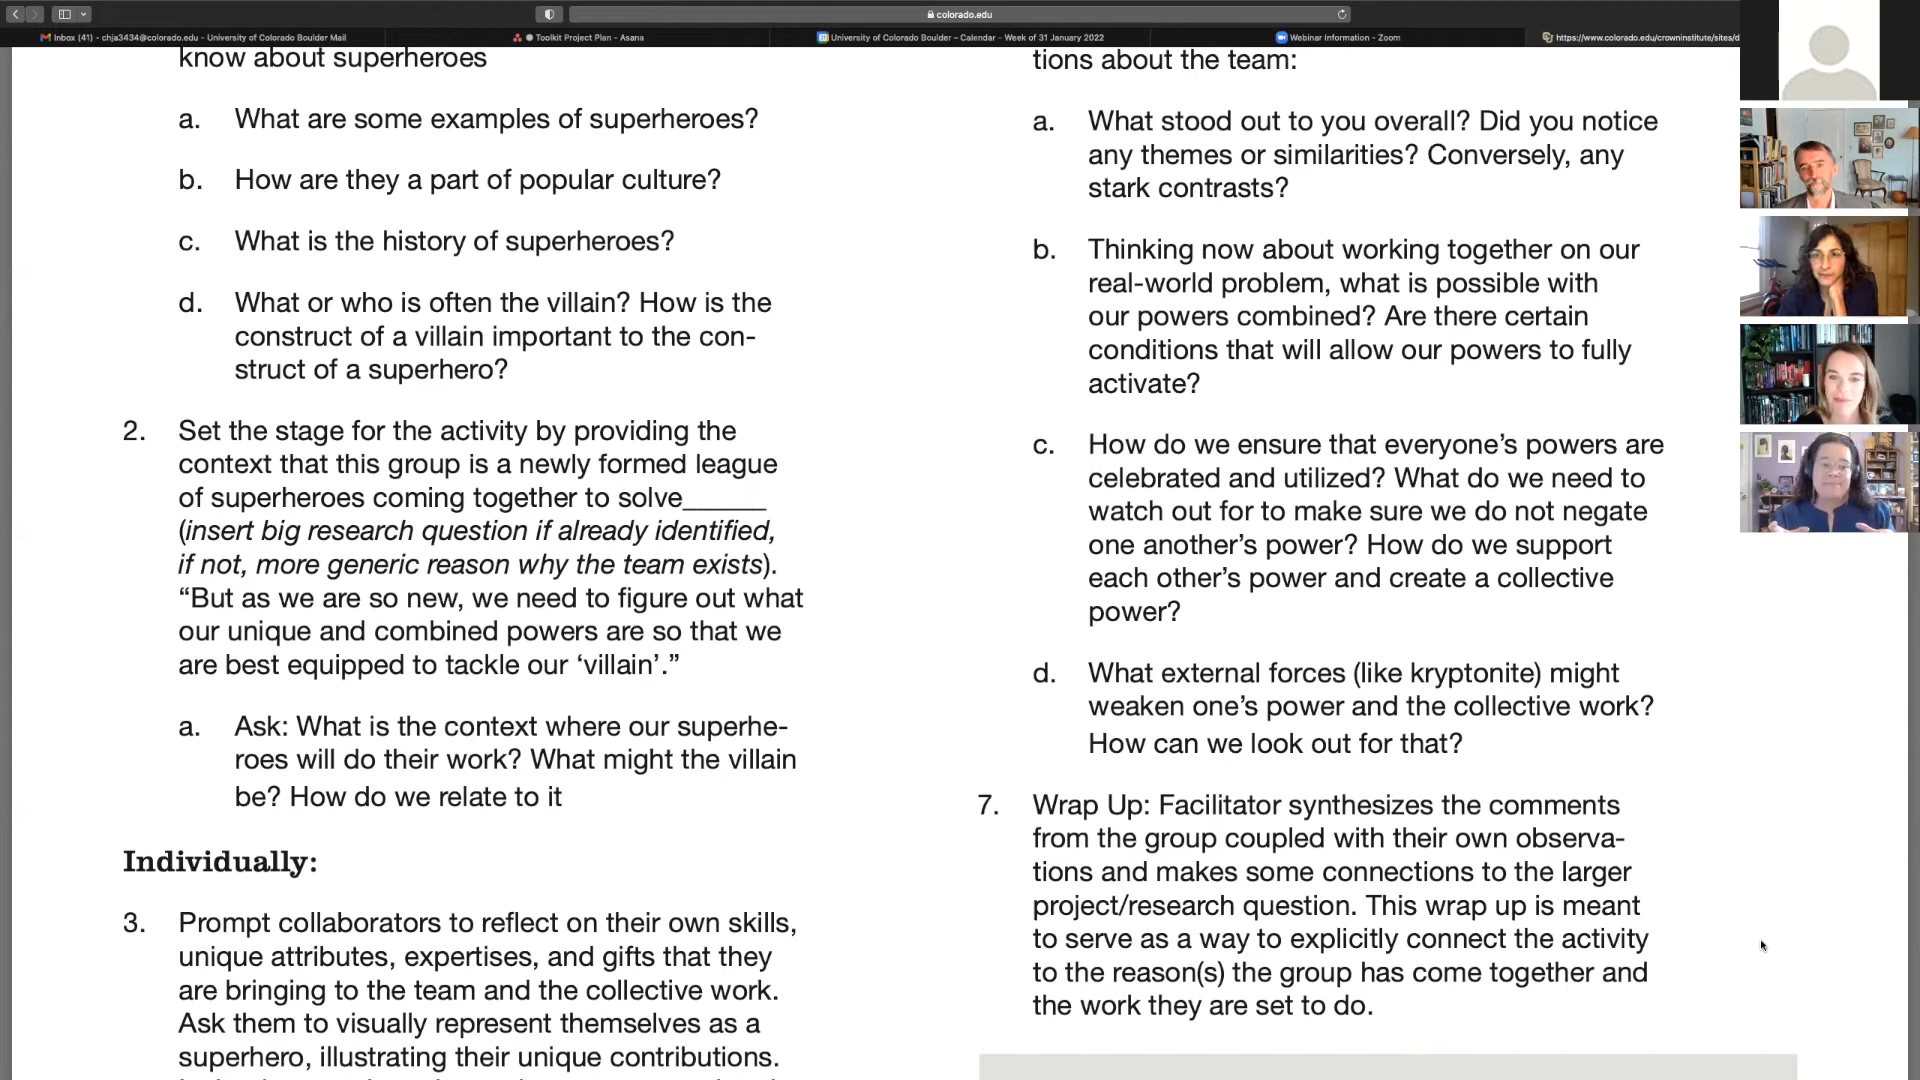 colorado.edu
Inbox (41) - chja3434@colorado.edu - University of Colorado Boulder Mail
Toolkit Project Plan - Asana
University of Colorado Boulder - Calendar - Week of 31 January 2022
Webinar Information - Zoom
https://www.colorado.edu/crowninstitute/sites/d
know about superheroes
a. What are some examples of superheroes?
b. How are they a part of popular culture?
c. What is the history of superheroes?
d. What or who is often the villain? How is the
construct of a villain important to the con-
struct of a superhero?
2. Set the stage for the activity by providing the
context that this group is a newly formed league
of superheroes coming together to solve______
(insert big research question if already identified,
if not, more generic reason why the team exists).
“But as we are so new, we need to figure out what
our unique and combined powers are so that we
are best equipped to tackle our ‘villain’.”
a. Ask: What is the context where our superhe-
roes will do their work? What might the villain
be? How do we relate to it
Individually:
3. Prompt collaborators to reflect on their own skills,
unique attributes, expertises, and gifts that they
are bringing to the team and the collective work.
Ask them to visually represent themselves as a
superhero, illustrating their unique contributions.
tions about the team:
a. What stood out to you overall? Did you notice
any themes or similarities? Conversely, any
stark contrasts?
b. Thinking now about working together on our
real-world problem, what is possible with
our powers combined? Are there certain
conditions that will allow our powers to fully
activate?
c. How do we ensure that everyone’s powers are
celebrated and utilized? What do we need to
watch out for to make sure we do not negate
one another’s power? How do we support
each other’s power and create a collective
power?
d. What external forces (like kryptonite) might
weaken one’s power and the collective work?
How can we look out for that?
7. Wrap Up: Facilitator synthesizes the comments
from the group coupled with their own observa-
tions and makes some connections to the larger
project/research question. This wrap up is meant
to serve as a way to explicitly connect the activity
to the reason(s) the group has come together and
the work they are set to do.